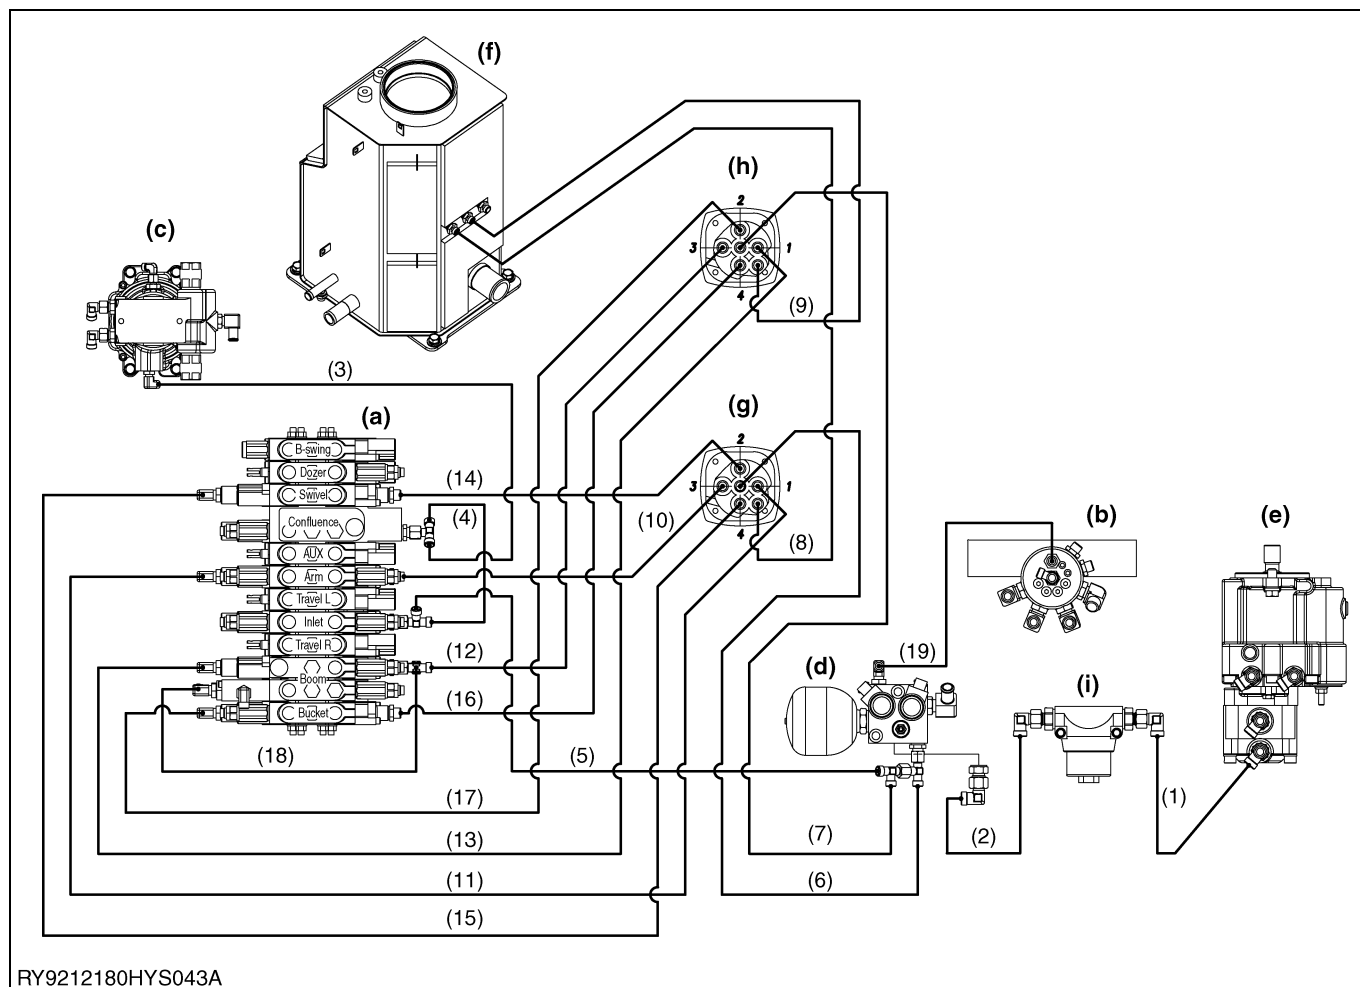 (f)
(h)
2
3
1
4
(c)
(9)
(3)
(a)
(g)
B-swing
Dozer
Swivel
Confluence
AUX
Arm
Travel L
Inlet
Travel R
Boom
Bucket
(14)
(4)
(10)
2
3
1
4
(8)
(b)
(e)
(12)
(16)
(d)
(19)
(i)
(18)
(5)
(17)
(13)
(7)
(2)
(1)
(11)
(6)
(15)
RY9212180HYS043A